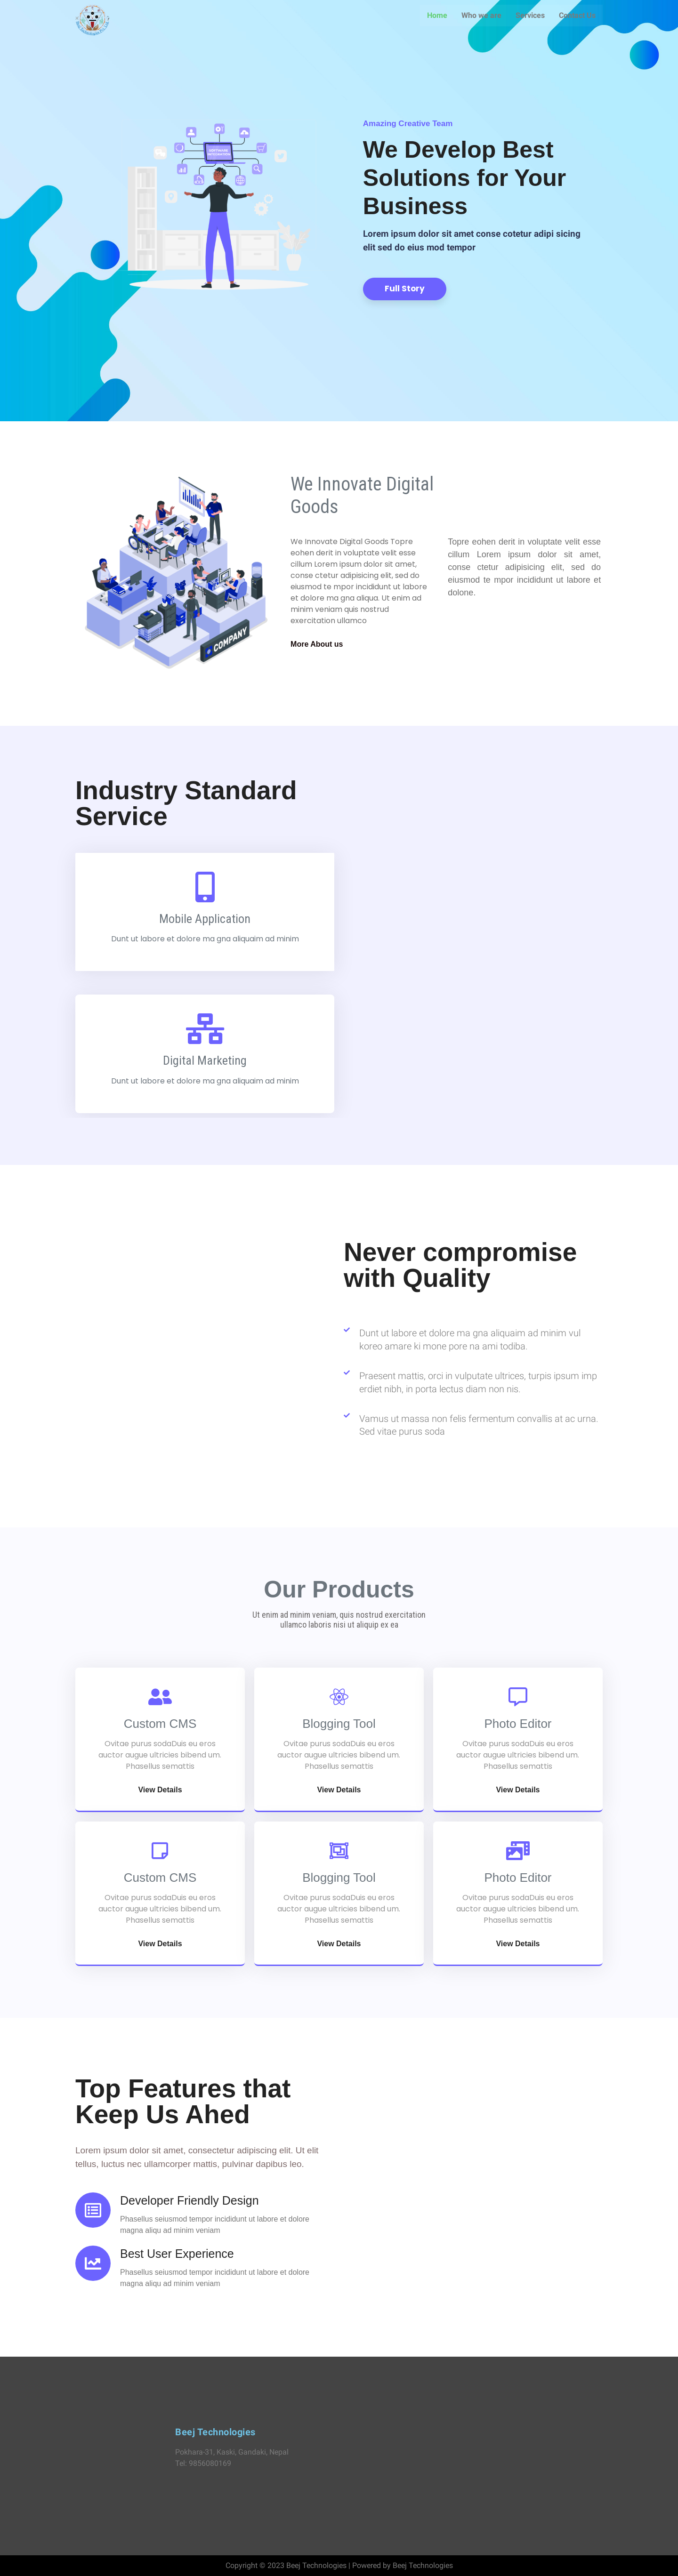 Home Who we are Services Contact Us
Amazing Creative Team
We Develop Best
Solutions for Your
Business
Lorem ipsum dolor sit amet conse cotetur adipi sicing
elit sed do eius mod tempor
Full Story
We Innovate Digital
Goods
We Innovate Digital Goods Topre
eohen derit in voluptate velit esse
cillum Lorem ipsum dolor sit amet,
conse ctetur adipisicing elit, sed do
eiusmod te mpor incididunt ut labore
et dolore ma gna aliqua. Ut enim ad
minim veniam quis nostrud
exercitation ullamco
More About us
Topre eohen derit in voluptate velit esse
cillum Lorem ipsum dolor sit amet,
conse ctetur adipisicing elit, sed do
eiusmod te mpor incididunt ut labore et
dolone.
COMPANY
Industry Standard
Service
Mobile Application
Dunt ut labore et dolore ma gna aliquaim ad minim
Digital Marketing
Dunt ut labore et dolore ma gna aliquaim ad minim
Never compromise
with Quality
Dunt ut labore et dolore ma gna aliquaim ad minim vul
koreo amare ki mone pore na ami todiba.
Praesent mattis, orci in vulputate ultrices, turpis ipsum imp
erdiet nibh, in porta lectus diam non nis.
Vamus ut massa non felis fermentum convallis at ac urna.
Sed vitae purus soda.
Our Products
Ut enim ad minim veniam, quis nostrud exercitation
ullamco laboris nisi ut aliquip ex ea
Custom CMS
Ovitae purus sodaDuis eu eros
auctor augue ultricies bibend um.
Phasellus semattis
View Details
Blogging Tool
Ovitae purus sodaDuis eu eros
auctor augue ultricies bibend um.
Phasellus semattis
View Details
Photo Editor
Ovitae purus sodaDuis eu eros
auctor augue ultricies bibend um.
Phasellus semattis
View Details
Custom CMS
Ovitae purus sodaDuis eu eros
auctor augue ultricies bibend um.
Phasellus semattis
View Details
Blogging Tool
Ovitae purus sodaDuis eu eros
auctor augue ultricies bibend um.
Phasellus semattis
View Details
Photo Editor
Ovitae purus sodaDuis eu eros
auctor augue ultricies bibend um.
Phasellus semattis
View Details
Top Features that
Keep Us Ahed
Lorem ipsum dolor sit amet, consectetur adipiscing elit. Ut elit
tellus, luctus nec ullamcorper mattis, pulvinar dapibus leo.
Developer Friendly Design
Phasellus seiusmod tempor incididunt ut labore et dolore
magna aliqu ad minim veniam
Best User Experience
Phasellus seiusmod tempor incididunt ut labore et dolore
magna aliqu ad minim veniam
Beej Technologies
Pokhara-31, Kaski, Gandaki, Nepal
Tel: 9856080169
Copyright © 2023 Beej Technologies | Powered by Beej Technologies